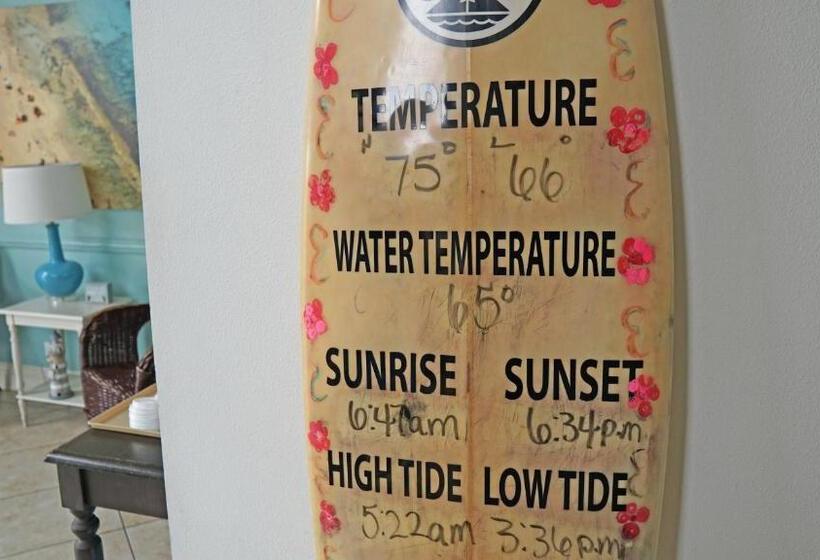 TEMPERATURE
H 75° L 66°
WATER TEMPERATURE
65°
SUNRISE SUNSET
6:47am 6:34p.m
HIGH TIDE LOW TIDE
5:22am 3:36pm